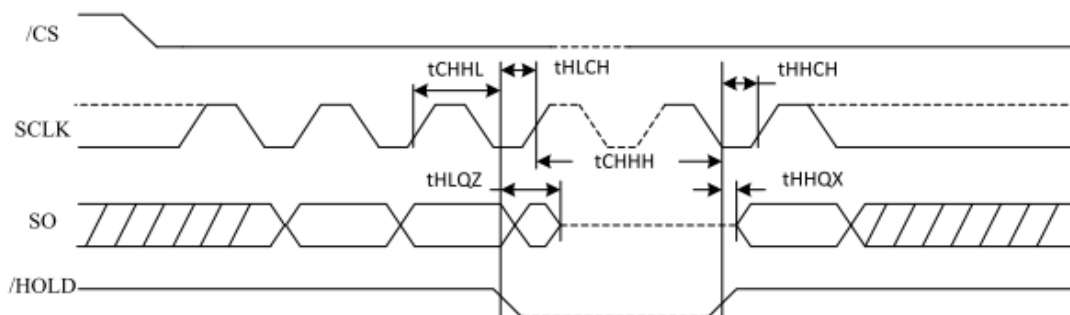 /CS
tCHHL tHLCH tHHCH
SCLK
tCHHH
tHLQZ tHHQX
SO
/HOLD